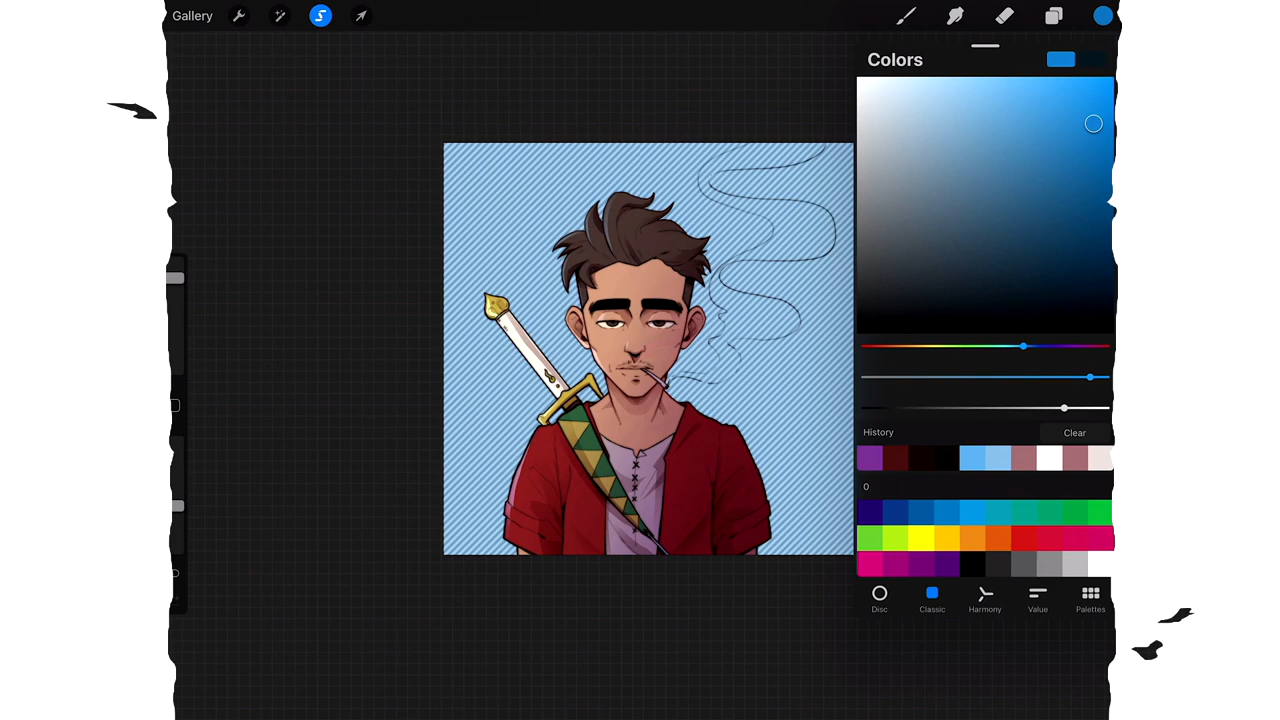 Gallery
Colors
History
Clear
0
Disc
Classic
Harmony
Value
Palettes